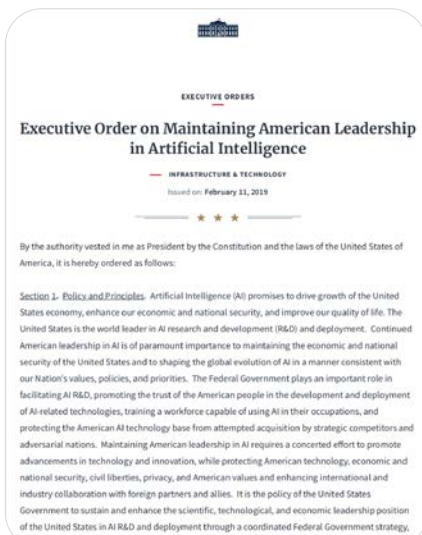 EXECUTIVE ORDERS
Executive Order on Maintaining American Leadership
in Artificial Intelligence
INFRASTRUCTURE & TECHNOLOGY
Issued on: February 11, 2019
By the authority vested in me as President by the Constitution and the laws of the United States of
America, it is hereby ordered as follows:
Section 1. Policy and Principles. Artificial Intelligence (AI) promises to drive growth of the United
States economy, enhance our economic and national security, and improve our quality of life. The
United States is the world leader in AI research and development (R&D) and deployment. Continued
American leadership in AI is of paramount importance to maintaining the economic and national
security of the United States and to shaping the global evolution of AI in a manner consistent with
our Nation's values, policies, and priorities. The Federal Government plays an important role in
facilitating AI R&D, promoting the trust of the American people in the development and deployment
of AI-related technologies, training a workforce capable of using AI in their occupations, and
protecting the American AI technology base from attempted acquisition by strategic competitors and
adversarial nations. Maintaining American leadership in AI requires a concerted effort to promote
advancements in technology and innovation, while protecting American technology, economic and
national security, civil liberties, privacy, and American values and enhancing international and
industry collaboration with foreign partners and allies. It is the policy of the United States
Government to sustain and enhance the scientific, technological, and economic leadership position
of the United States in AI R&D and deployment through a coordinated Federal Government strategy,